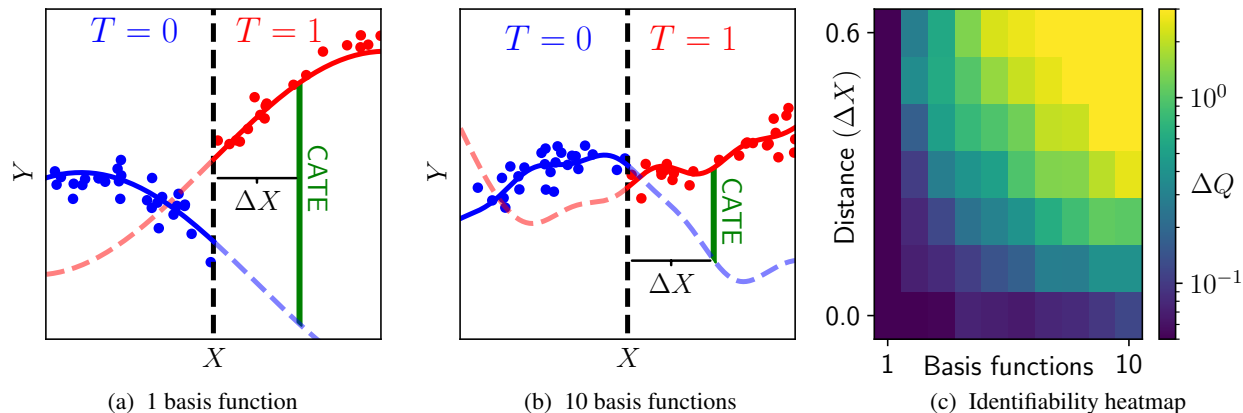 T = 0
T = 1
Y
ΔX
CATE
X
(a) 1 basis function
T = 0
T = 1
Y
ΔX
CATE
X
(b) 10 basis functions
0.6
Distance (ΔX)
0.0
1
Basis functions
10
10^0
ΔQ
10^-1
(c) Identifiability heatmap